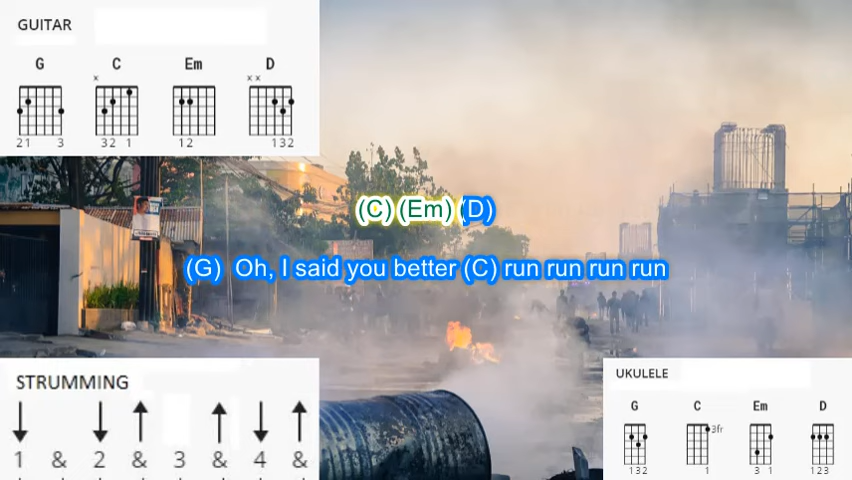 GUITAR
G C Em D
x x x
21 3 32 1 12 132
(C) (Em) (D)
(G) Oh, I said you better (C) run run run run
STRUMMING
1 & 2 & 3 & 4 &
UKULELE
G C Em D
3fr
132 1 3 1 123